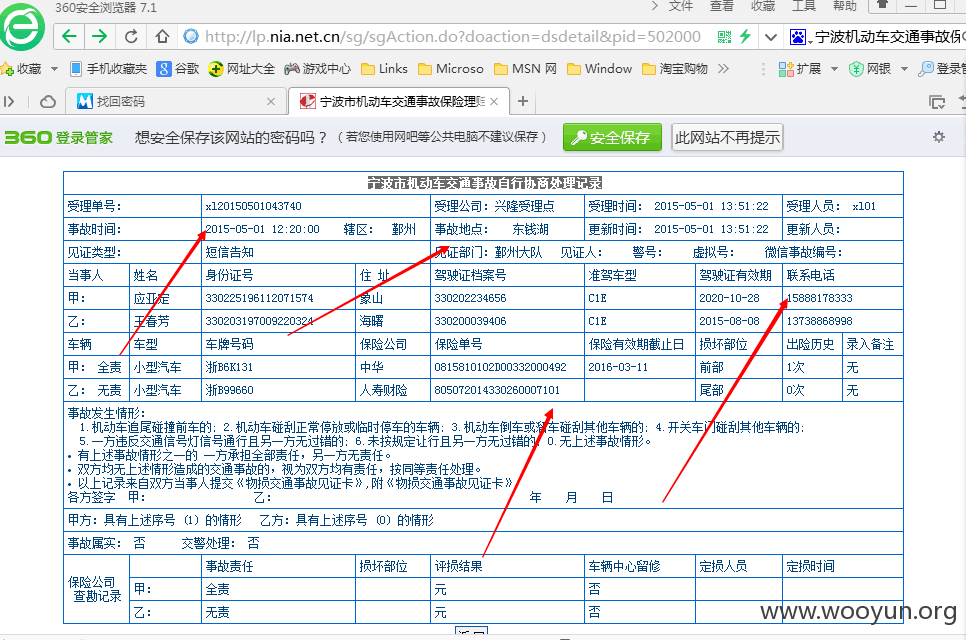 360安全浏览器 7.1 文件 查看 收藏 工具 帮助
http://lp.nia.net.cn/sg/sgAction.do?doaction=dsdetail&pid=502000 宁波机动车交通事故保
收藏 手机收藏夹 谷歌 网址大全 游戏中心 Links Microso MSN 网 Window 淘宝购物 » 扩展 网银 登录管
找回密码 × 宁波市机动车交通事故保险理赔 × +
360登录管家 想安全保存该网站的密码吗？（若您使用网吧等公共电脑不建议保存） 安全保存 此网站不再提示
宁波市机动车交通事故自行协商处理记录
受理单号: xl20150501043740 受理公司: 兴隆受理点 受理时间: 2015-05-01 13:51:22 受理人员: xl01
事故时间: 2015-05-01 12:20:00 辖区: 鄞州 事故地点: 东钱湖 更新时间: 2015-05-01 13:51:22 更新人员:
见证类型: 短信告知 见证部门: 鄞州大队 见证人: 警号: 虚拟号: 微信事故编号:
当事人 姓名 身份证号 住 址 驾驶证档案号 准驾车型 驾驶证有效期 联系电话
甲: 应亚定 330225196112071574 象山 330202234656 C1E 2020-10-28 15888178333
乙: 王春芳 330203197009220324 海曙 330200039406 C1E 2015-08-08 13738868998
车辆 车型 车牌号码 保险公司 保险单号 保险有效期截止日 损坏部位 出险历史 录入备注
甲: 全责 小型汽车 浙B6K131 中华 0815810102D00332000492 2016-03-11 前部 1次 无
乙: 无责 小型汽车 浙B99660 人寿财险 805072014330260007101 尾部 0次 无
事故发生情形:
1.机动车追尾碰撞前车的; 2.机动车碰刮正常停放或临时停车的车辆; 3.机动车倒车或溜车碰刮其他车辆的; 4.开关车门碰刮其他车辆的;
5.一方违反交通信号灯信号通行且另一方无过错的; 6.未按规定让行且另一方无过错的; 0.无上述事故情形。
• 有上述事故情形之一的 一方承担全部责任，另一方无责任。
• 双方均无上述情形造成的交通事故的，视为双方均有责任，按同等责任处理。
• 以上记录来自双方当事人提交《物损交通事故见证卡》,附《物损交通事故见证卡》
各方签字 甲: 乙: 年 月 日
甲方: 具有上述序号 (1) 的情形 乙方: 具有上述序号 (0) 的情形
事故属实: 否 交警处理: 否
保险公司查勘记录 事故责任 损坏部位 评损结果 车辆中心留修 定损人员 定损时间
甲: 全责 元 否
乙: 无责 元 否
www.wooyun.org